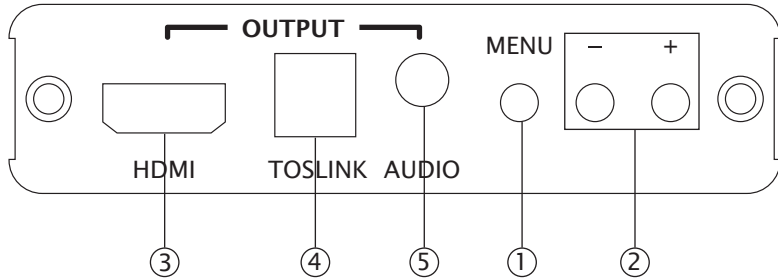 OUTPUT
MENU − +
HDMI TOSLINK AUDIO
③ ④ ⑤ ① ②